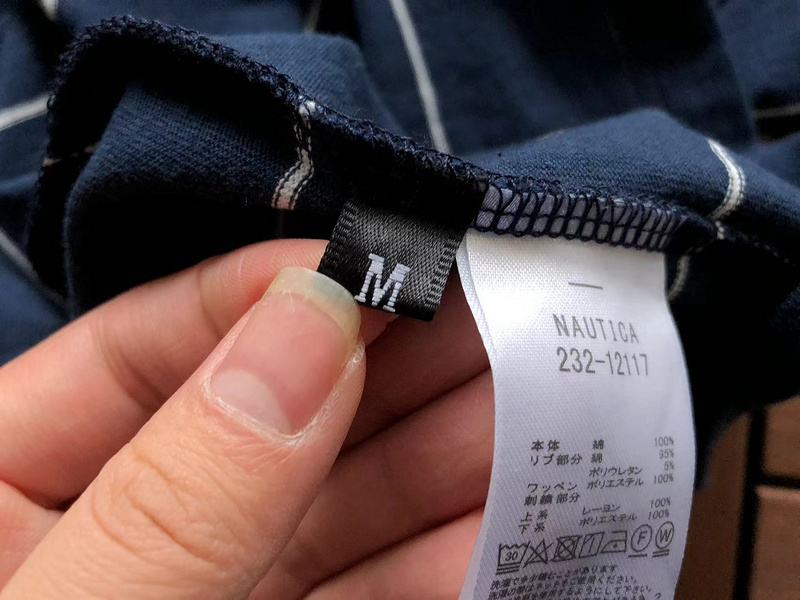 M
NAUTICA
232-12117
本体 綿 100%
リブ部分 綿 95%
ポリウレタン 5%
ワッペン ポリエステル 100%
刺繍部分
上糸 レーヨン 100%
下糸 ポリエステル 100%
30 F W